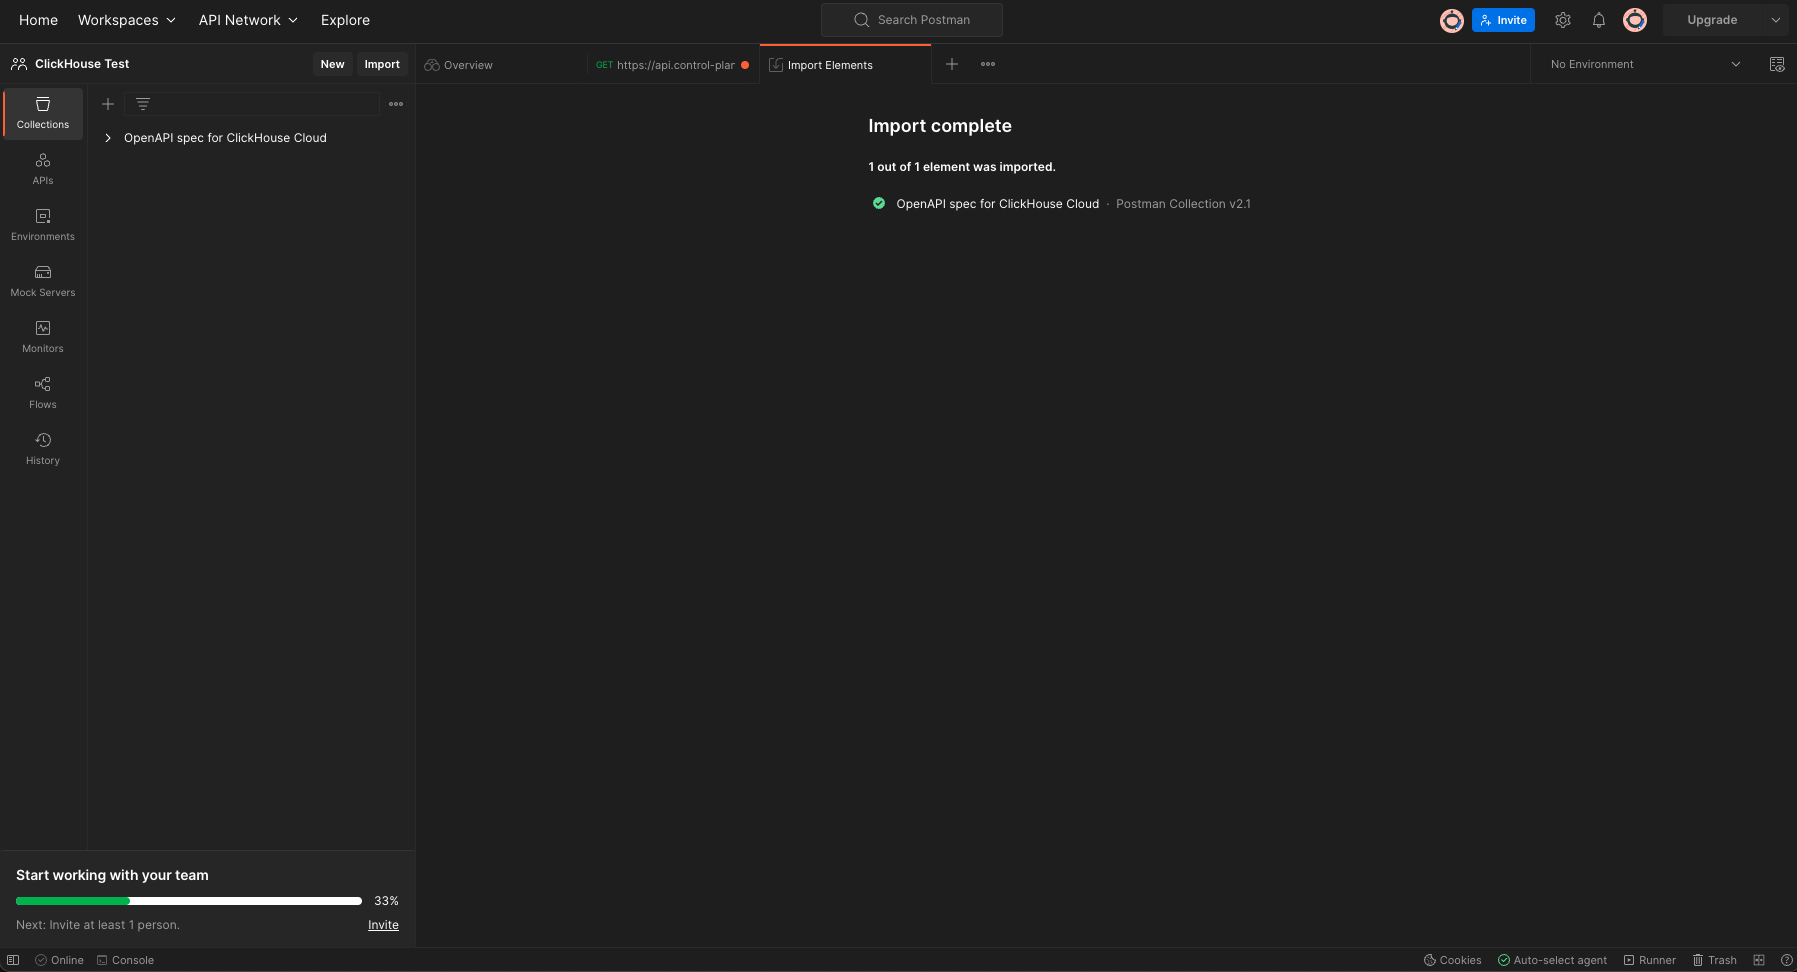 Home Workspaces API Network Explore Search Postman Invite Upgrade
ClickHouse Test New Import
Overview GET https://api.control-plar Import Elements No Environment
Collections
OpenAPI spec for ClickHouse Cloud
APIs
Environments
Mock Servers
Monitors
Flows
History
Import complete
1 out of 1 element was imported.
OpenAPI spec for ClickHouse Cloud · Postman Collection v2.1
Start working with your team
33%
Next: Invite at least 1 person. Invite
Online Console Cookies Auto-select agent Runner Trash